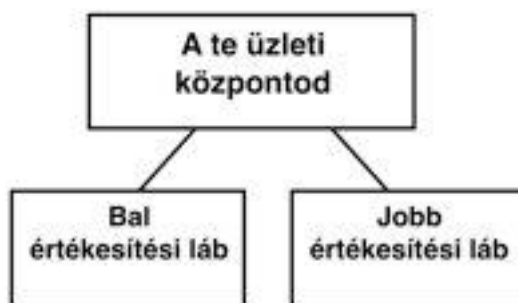 A te üzleti
központod
Bal
értékesítési láb
Jobb
értékesítési láb